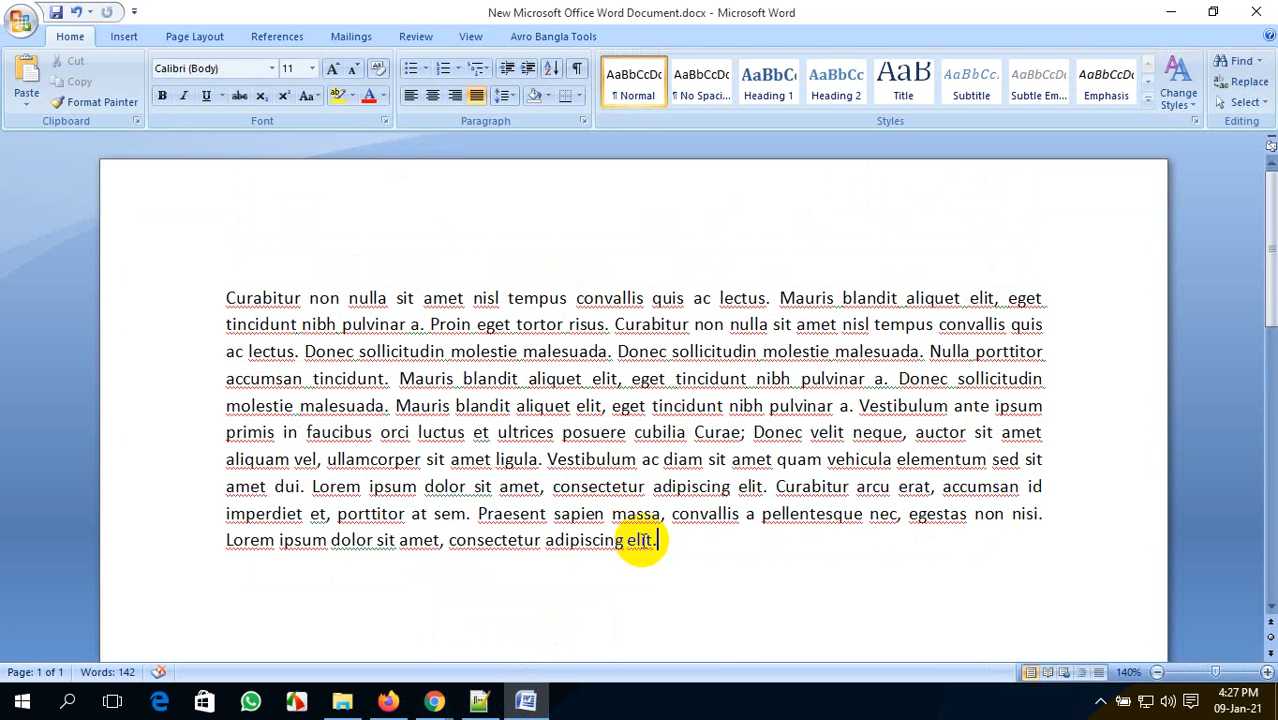 New Microsoft Office Word Document.docx - Microsoft Word
Home Insert Page Layout References Mailings Review View Avro Bangla Tools
Paste
Cut
Copy
Format Painter
Clipboard
Calibri (Body) 11
Font
Paragraph
AaBbCcDc AaBbCcDc AaBbCc AaBbCc AaB AaBbCc. AaBbCcDc AaBbCcDc
¶ Normal ¶ No Spaci... Heading 1 Heading 2 Title Subtitle Subtle Em... Emphasis
Change Styles
Styles
Find
Replace
Select
Editing
Curabitur non nulla sit amet nisl tempus convallis quis ac lectus. Mauris blandit aliquet elit, eget
tincidunt nibh pulvinar a. Proin eget tortor risus. Curabitur non nulla sit amet nisl tempus convallis quis
ac lectus. Donec sollicitudin molestie malesuada. Donec sollicitudin molestie malesuada. Nulla porttitor
accumsan tincidunt. Mauris blandit aliquet elit, eget tincidunt nibh pulvinar a. Donec sollicitudin
molestie malesuada. Mauris blandit aliquet elit, eget tincidunt nibh pulvinar a. Vestibulum ante ipsum
primis in faucibus orci luctus et ultrices posuere cubilia Curae; Donec velit neque, auctor sit amet
aliquam vel, ullamcorper sit amet ligula. Vestibulum ac diam sit amet quam vehicula elementum sed sit
amet dui. Lorem ipsum dolor sit amet, consectetur adipiscing elit. Curabitur arcu erat, accumsan id
imperdiet et, porttitor at sem. Praesent sapien massa, convallis a pellentesque nec, egestas non nisi.
Lorem ipsum dolor sit amet, consectetur adipiscing elit.
Page: 1 of 1 Words: 142 140%
4:27 PM
09-Jan-21